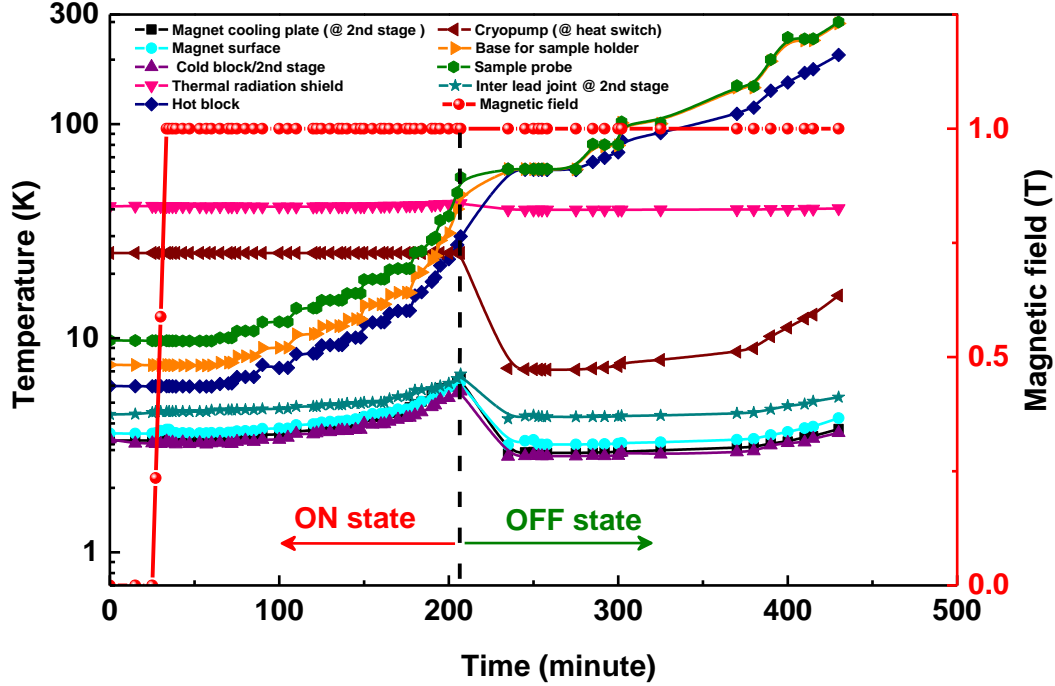 Magnet cooling plate (@ 2nd stage )
Magnet surface
Cold block/2nd stage
Thermal radiation shield
Hot block
Cryopump (@ heat switch)
Base for sample holder
Sample probe
Inter lead joint @ 2nd stage
Magnetic field
300
100
10
1
Temperature (K)
1.0
0.5
0.0
Magnetic field (T)
ON state
OFF state
0 100 200 300 400 500
Time (minute)